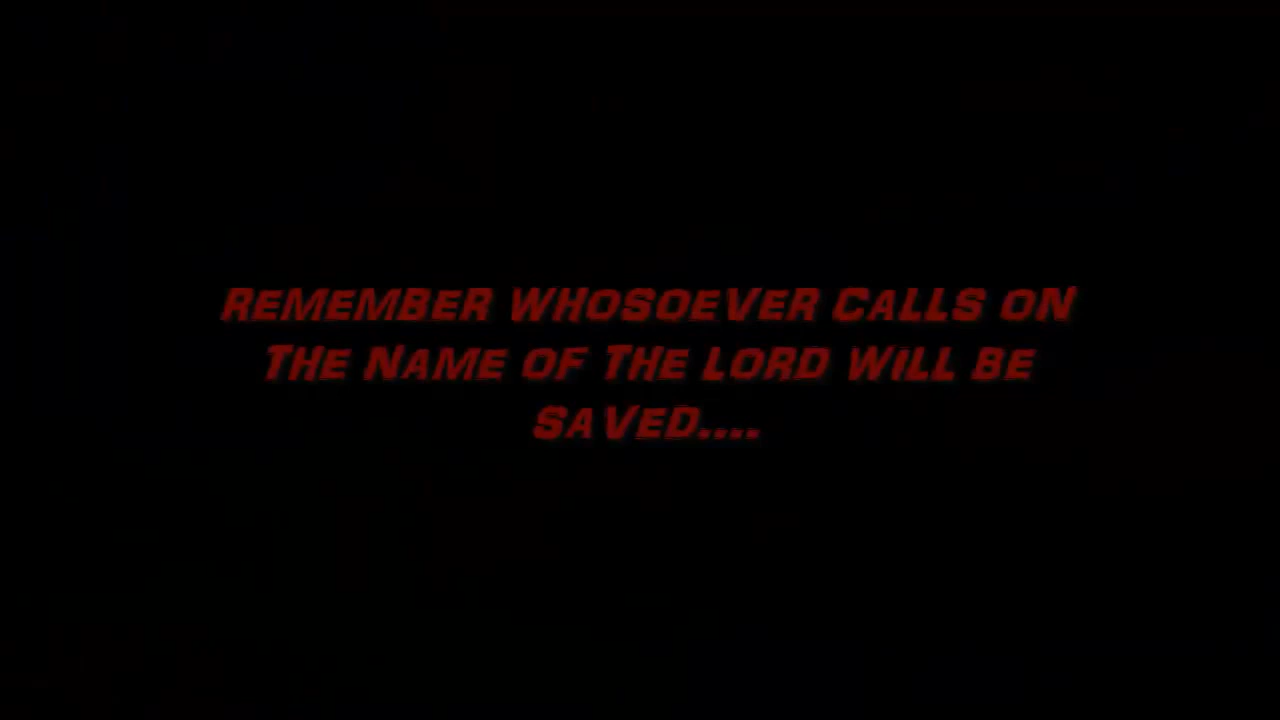 REMEMBER WHOSOEVER CALLS ON
THE NAME OF THE LORD WILL BE
SAVED....